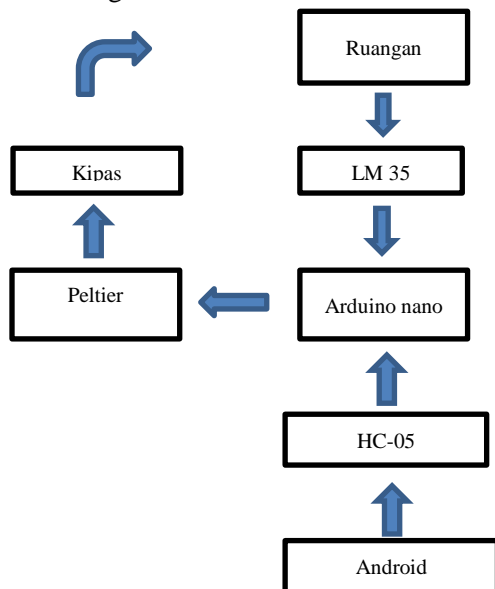 Ruangan
Kipas
LM 35
Peltier
Arduino nano
HC-05
Android